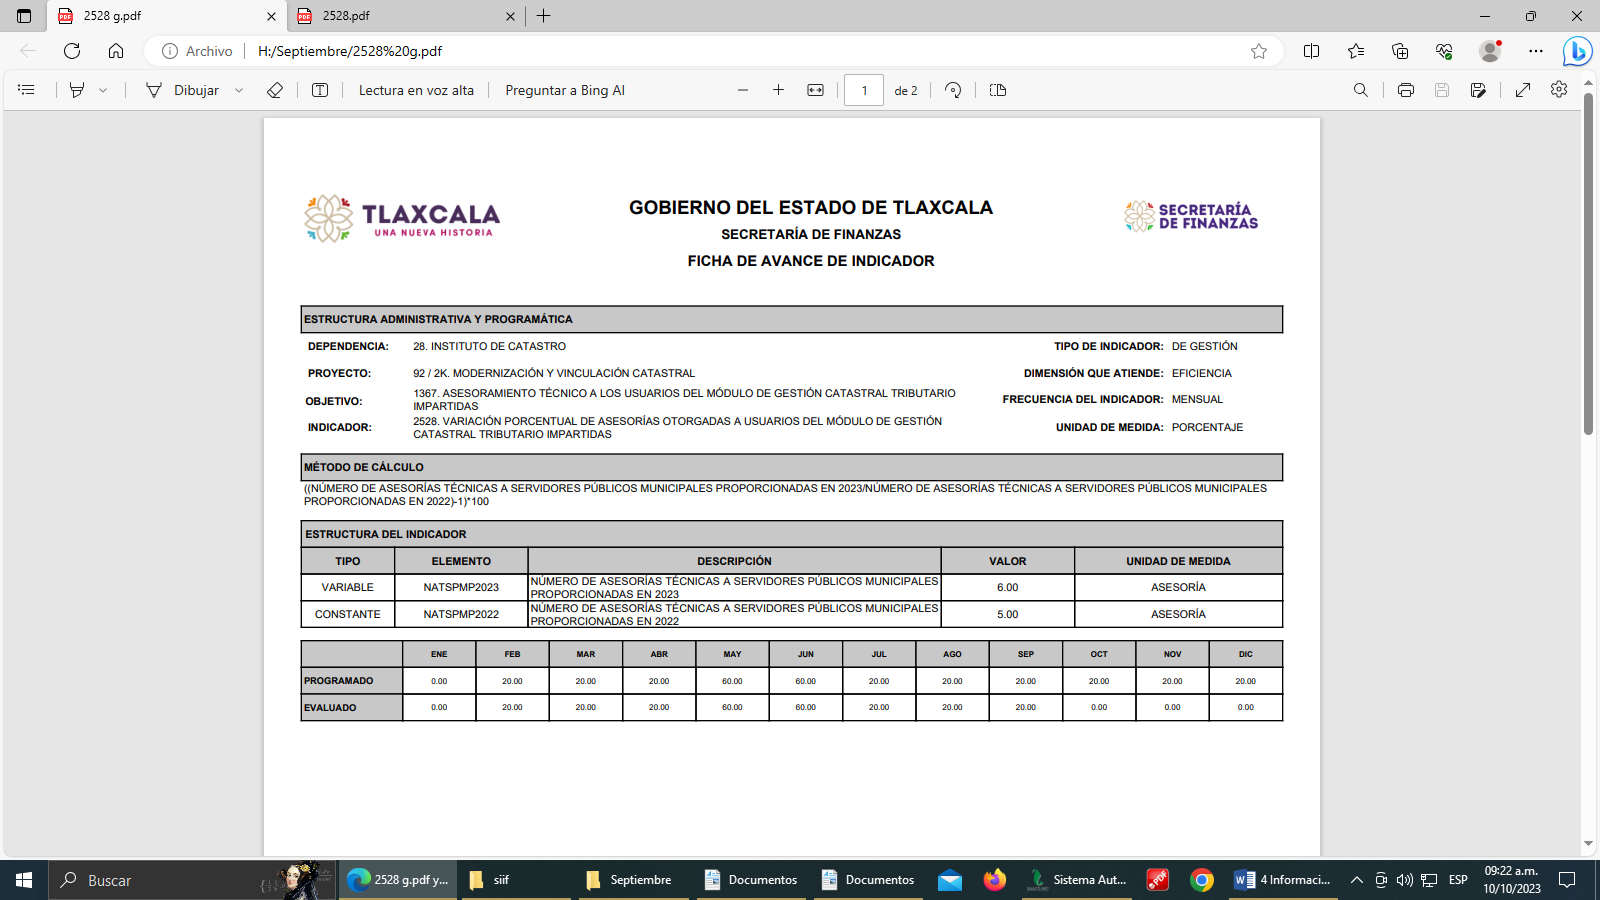 2528 g.pdf
2528.pdf
Archivo
H:/Septiembre/2528%20g.pdf
Dibujar
Lectura en voz alta
Preguntar a Bing AI
1
de 2
TLAXCALA
UNA NUEVA HISTORIA
GOBIERNO DEL ESTADO DE TLAXCALA
SECRETARÍA DE FINANZAS
FICHA DE AVANCE DE INDICADOR
SECRETARÍA
DE FINANZAS
ESTRUCTURA ADMINISTRATIVA Y PROGRAMÁTICA
DEPENDENCIA: 28. INSTITUTO DE CATASTRO TIPO DE INDICADOR: DE GESTIÓN
PROYECTO: 92 / 2K. MODERNIZACIÓN Y VINCULACIÓN CATASTRAL DIMENSIÓN QUE ATIENDE: EFICIENCIA
OBJETIVO: 1367. ASESORAMIENTO TÉCNICO A LOS USUARIOS DEL MÓDULO DE GESTIÓN CATASTRAL TRIBUTARIO
IMPARTIDAS
FRECUENCIA DEL INDICADOR: MENSUAL
INDICADOR: 2528. VARIACIÓN PORCENTUAL DE ASESORÍAS OTORGADAS A USUARIOS DEL MÓDULO DE GESTIÓN
CATASTRAL TRIBUTARIO IMPARTIDAS
UNIDAD DE MEDIDA: PORCENTAJE
MÉTODO DE CÁLCULO
((NÚMERO DE ASESORÍAS TÉCNICAS A SERVIDORES PÚBLICOS MUNICIPALES PROPORCIONADAS EN 2023/NÚMERO DE ASESORÍAS TÉCNICAS A SERVIDORES PÚBLICOS MUNICIPALES
PROPORCIONADAS EN 2022)-1)*100
ESTRUCTURA DEL INDICADOR
TIPO ELEMENTO DESCRIPCIÓN VALOR UNIDAD DE MEDIDA
VARIABLE NATSPMP2023 NÚMERO DE ASESORÍAS TÉCNICAS A SERVIDORES PÚBLICOS MUNICIPALES
PROPORCIONADAS EN 2023
6.00 ASESORÍA
CONSTANTE NATSPMP2022 NÚMERO DE ASESORÍAS TÉCNICAS A SERVIDORES PÚBLICOS MUNICIPALES
PROPORCIONADAS EN 2022
5.00 ASESORÍA
ENE FEB MAR ABR MAY JUN JUL AGO SEP OCT NOV DIC
PROGRAMADO 0.00 20.00 20.00 20.00 60.00 60.00 20.00 20.00 20.00 20.00 20.00 20.00
EVALUADO 0.00 20.00 20.00 20.00 60.00 60.00 20.00 20.00 20.00 0.00 0.00 0.00
Buscar
2528 g.pdf y...
siif
Septiembre
Documentos
Documentos
Sistema Aut...
4 Informaci...
ESP
09:22 a.m.
10/10/2023